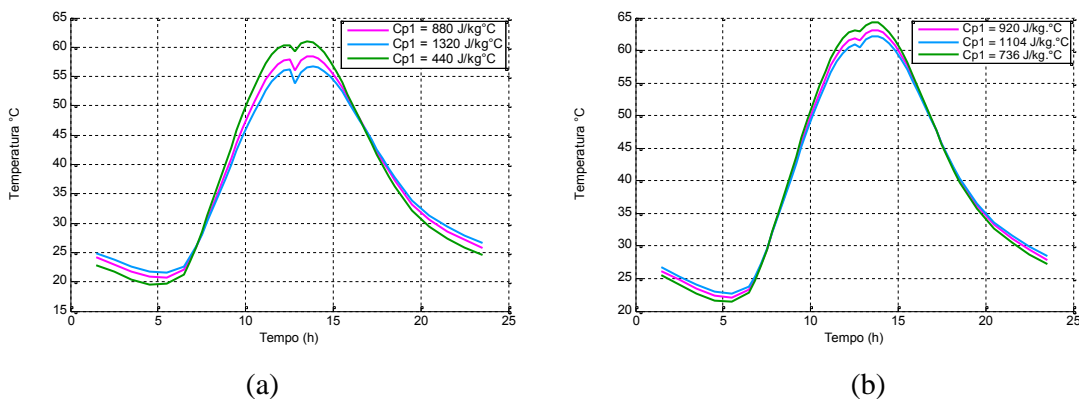 65
60
55
50
45
40
35
30
25
20
15
0
5
10
15
20
25
Temperatura °C
Tempo (h)
Cp1 = 880 J/kg°C
Cp1 = 1320 J/kg°C
Cp1 = 440 J/kg°C
(a)
65
60
55
50
45
40
35
30
25
20
0
5
10
15
20
25
Temperatura °C
Tempo (h)
Cp1 = 920 J/kg.°C
Cp1 = 1104 J/kg.°C
Cp1 = 736 J/kg.°C
(b)